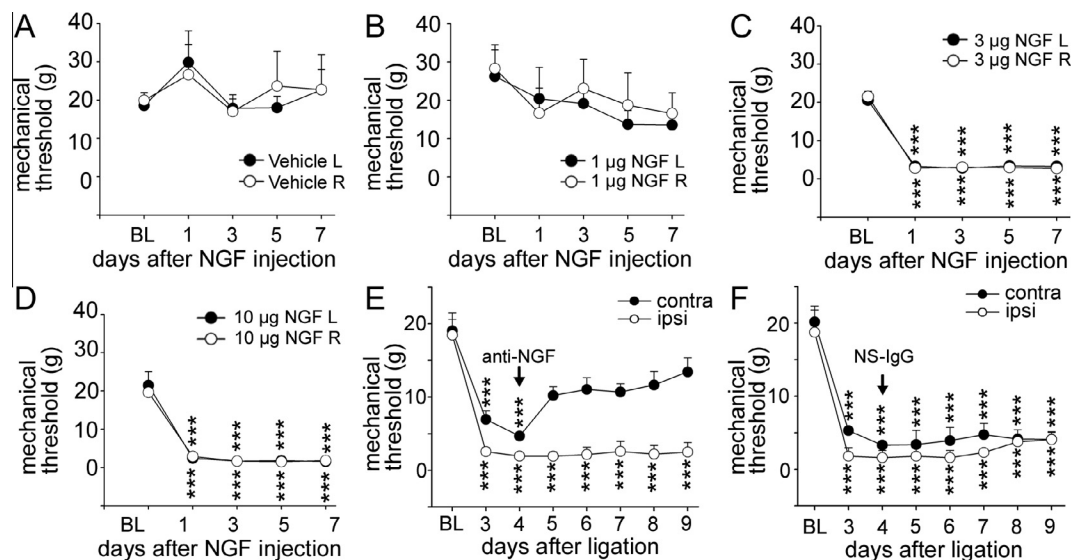 A
mechanical threshold (g)
40
30
20
10
0
Vehicle L
Vehicle R
BL 1 3 5 7
days after NGF injection
B
mechanical threshold (g)
40
30
20
10
0
1 µg NGF L
1 µg NGF R
BL 1 3 5 7
days after NGF injection
C
mechanical threshold (g)
40
30
20
10
0
3 µg NGF L
3 µg NGF R
*** *** *** ***
*** *** *** ***
BL 1 3 5 7
days after NGF injection
D
mechanical threshold (g)
40
30
20
10
0
10 µg NGF L
10 µg NGF R
*** *** *** ***
*** *** *** ***
BL 1 3 5 7
days after NGF injection
E
mechanical threshold (g)
20
10
0
contra
ipsi
anti-NGF
*** ***
*** *** *** *** *** *** ***
BL 3 4 5 6 7 8 9
days after ligation
F
mechanical threshold (g)
20
10
0
contra
ipsi
NS-IgG
*** *** *** *** *** *** ***
*** *** *** *** *** *** ***
BL 3 4 5 6 7 8 9
days after ligation